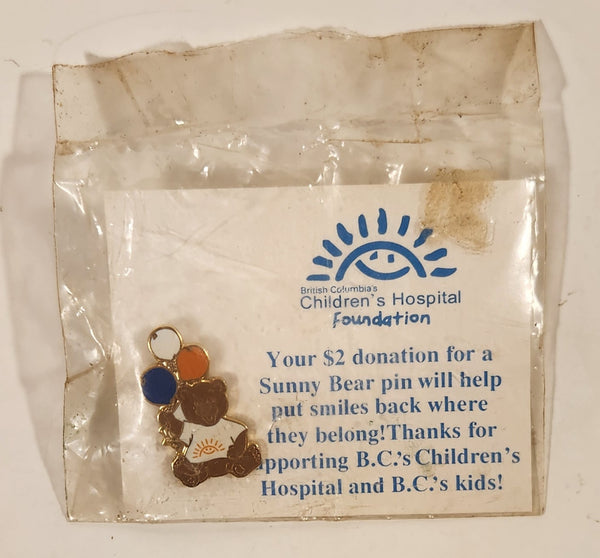 British Columbia's
Children's Hospital
Foundation
Your $2 donation for a
Sunny Bear pin will help
put smiles back where
they belong!Thanks for
pporting B.C.'s Children's
Hospital and B.C.'s kids!